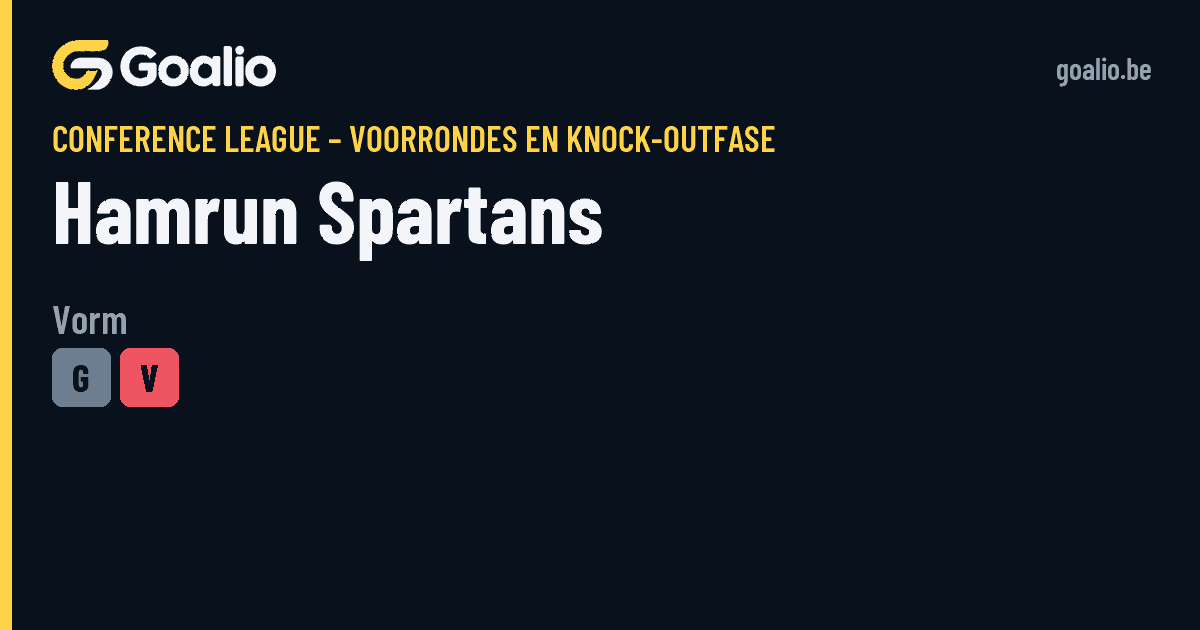 Goalio
goalio.be
CONFERENCE LEAGUE – VOORRONDES EN KNOCK-OUTFASE
Hamrun Spartans
Vorm
G V